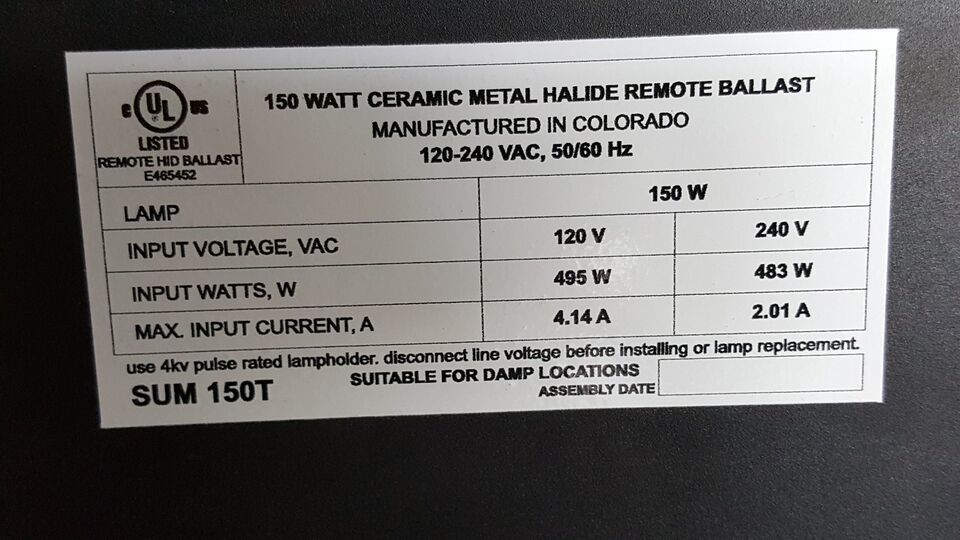 C UL US
LISTED
REMOTE HID BALLAST
E465452
150 WATT CERAMIC METAL HALIDE REMOTE BALLAST
MANUFACTURED IN COLORADO
120-240 VAC, 50/60 Hz
LAMP 150 W
INPUT VOLTAGE, VAC 120 V 240 V
INPUT WATTS, W 495 W 483 W
MAX. INPUT CURRENT, A 4.14 A 2.01 A
use 4kv pulse rated lampholder. disconnect line voltage before installing or lamp replacement.
SUM 150T SUITABLE FOR DAMP LOCATIONS
ASSEMBLY DATE